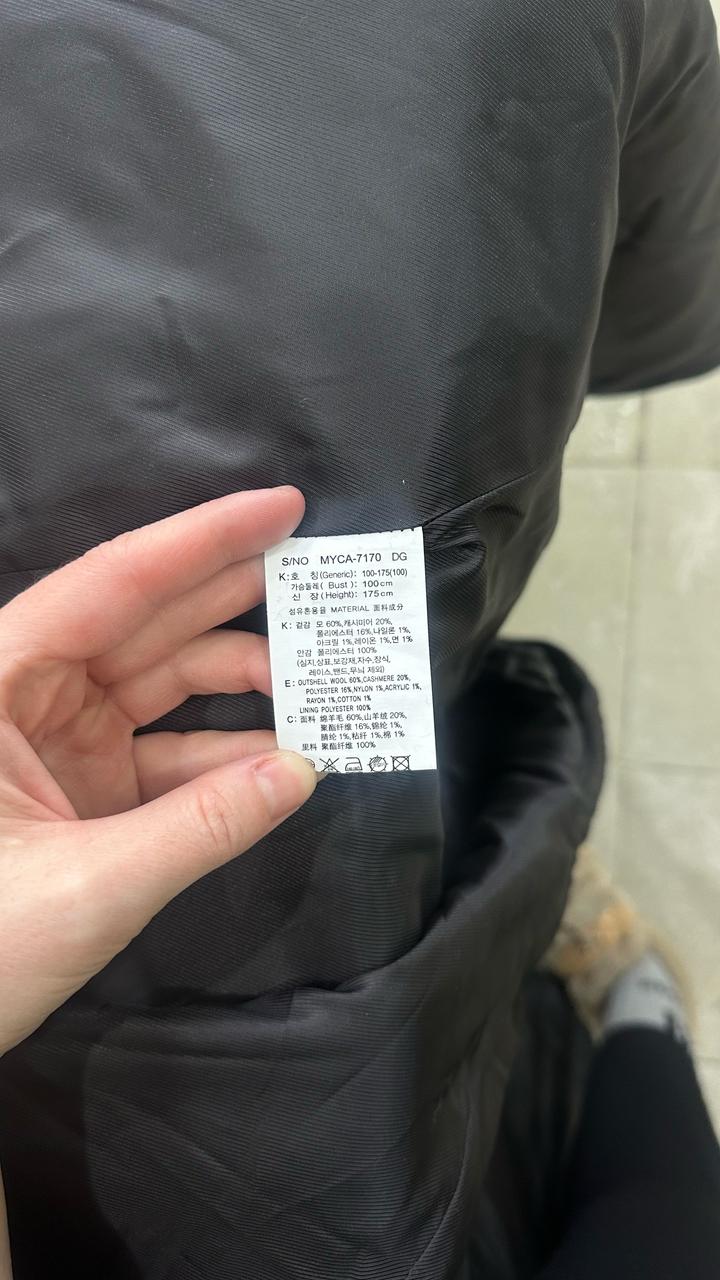 S/NO MYCA-7170 DG
K:호 칭(Generic): 100-175(100)
가슴둘레( Bust ): 100cm
신 장(Height): 175cm
섬유혼용율 MATERIAL 面料成分
K: 겉감 모 60%,캐시미어 20%,
폴리에스터 16%,나일론 1%,
아크릴 1%,레이온 1%,면 1%
안감 폴리에스터 100%
(심지,상표,보강재,자수,장식,
레이스,밴드,무늬 제외)
E: OUTSHELL WOOL 60%,CASHMERE 20%,
POLYESTER 16%,NYLON 1%,ACRYLIC 1%,
RAYON 1%,COTTON 1%
LINING POLYESTER 100%
C: 面料 绵羊毛 60%,山羊绒 20%,
聚酯纤维 16%,锦纶 1%,
腈纶 1%,粘纤 1%,棉 1%
里料 聚酯纤维 100%